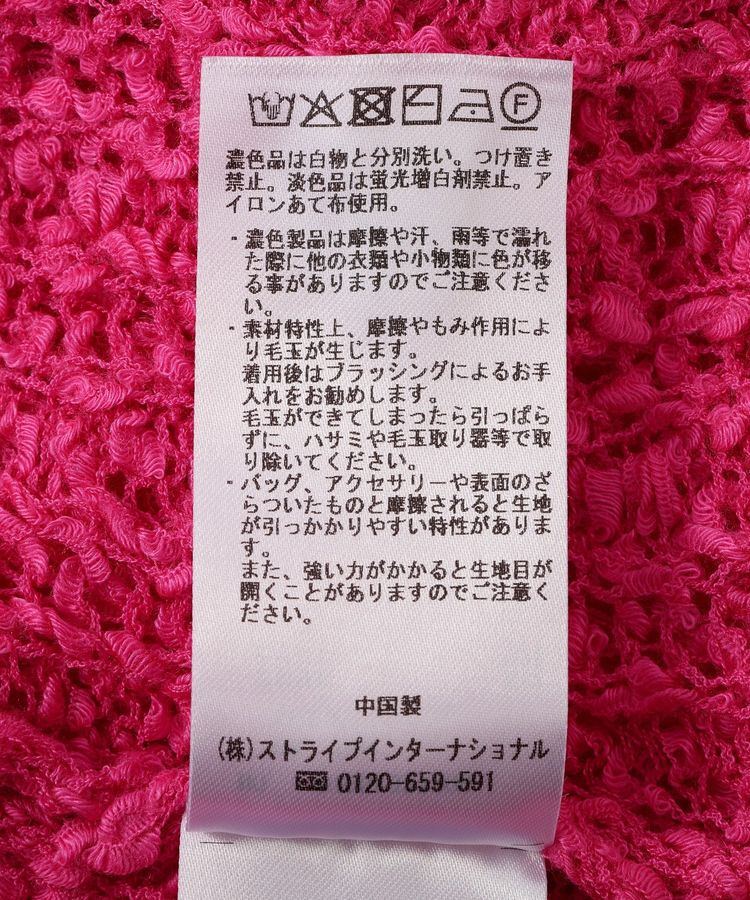 F
濃色品は白物と分別洗い。つけ置き
禁止。淡色品は蛍光増白剤禁止。ア
イロンあて布使用。
・濃色製品は摩擦や汗、雨等で濡れ
た際に他の衣類や小物類に色が移
る事がありますのでご注意くださ
い。
・素材特性上、摩擦やもみ作用によ
り毛玉が生じます。
着用後はブラッシングによるお手
入れをお勧めします。
毛玉ができてしまったら引っぱら
ずに、ハサミや毛玉取り器等で取
り除いてください。
・バッグ、アクセサリーや表面のざ
らついたものと摩擦されると生地
が引っかかりやすい特性がありま
す。
また、強い力がかかると生地目が
開くことがありますのでご注意く
ださい。
中国製
(株)ストライプインターナショナル
0120-659-591